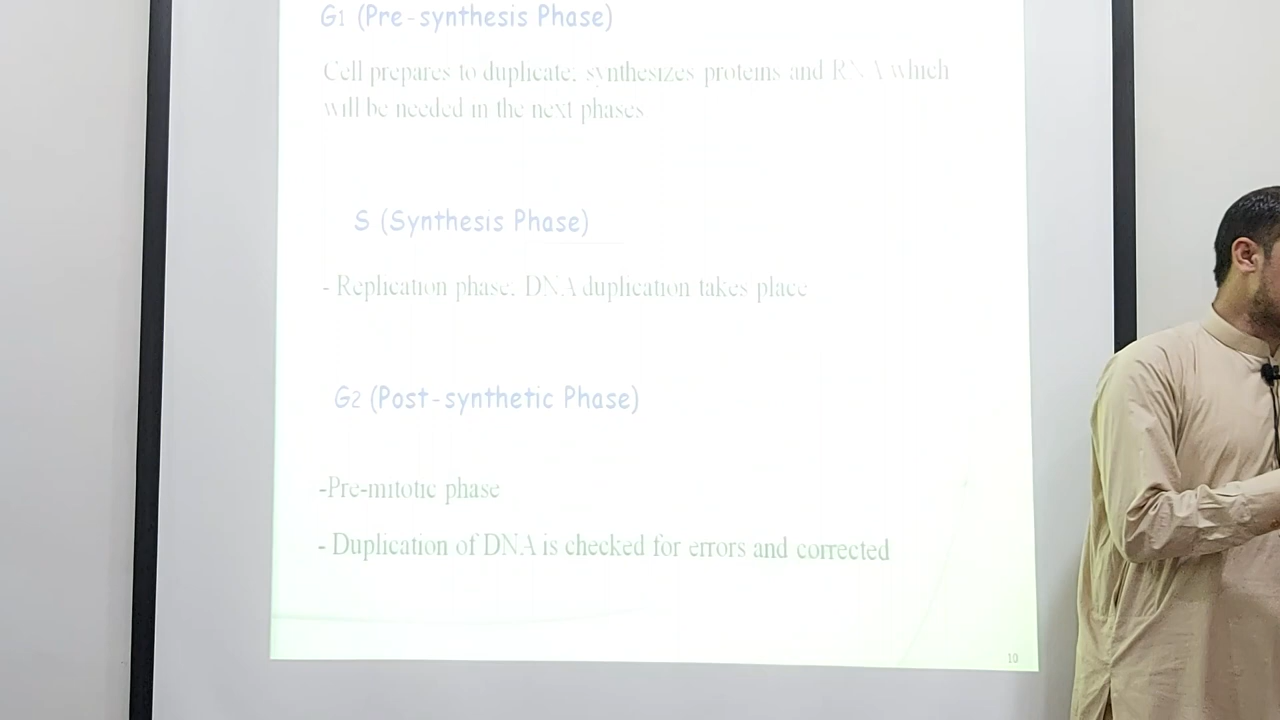 G1 (Pre-synthesis Phase)
Cell prepares to duplicate; synthesizes proteins and RNA which
will be needed in the next phases
S (Synthesis Phase)
- Replication phase; DNA duplication takes place
G2 (Post-synthetic Phase)
-Pre-mitotic phase
- Duplication of DNA is checked for errors and corrected
10